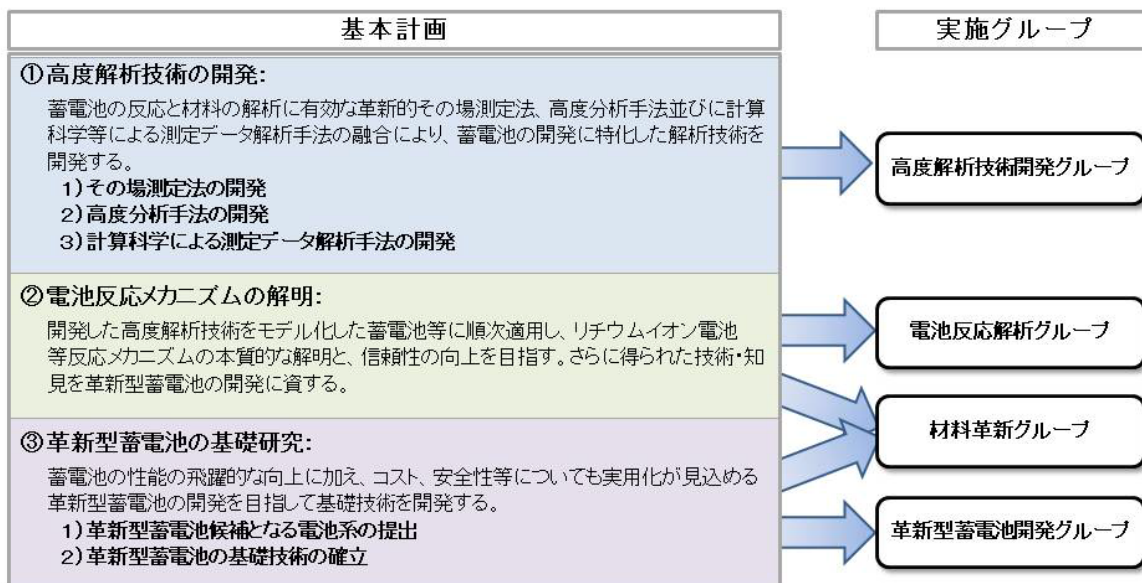 基本計画
実施グループ
①高度解析技術の開発:
蓄電池の反応と材料の解析に有効な革新的その場測定法、高度分析手法並びに計算
科学等による測定データ解析手法の融合により、蓄電池の開発に特化した解析技術を
開発する。
1)その場測定法の開発
2)高度分析手法の開発
3)計算科学による測定データ解析手法の開発
高度解析技術開発グループ
②電池反応メカニズムの解明:
開発した高度解析技術をモデル化した蓄電池等に順次適用し、リチウムイオン電池
等反応メカニズムの本質的な解明と、信頼性の向上を目指す。さらに得られた技術・知
見を革新型蓄電池の開発に資する。
電池反応解析グループ
材料革新グループ
③革新型蓄電池の基礎研究:
蓄電池の性能の飛躍的な向上に加え、コスト、安全性等についても実用化が見込める
革新型蓄電池の開発を目指して基礎技術を開発する。
1)革新型蓄電池候補となる電池系の提出
2)革新型蓄電池の基礎技術の確立
革新型蓄電池開発グループ